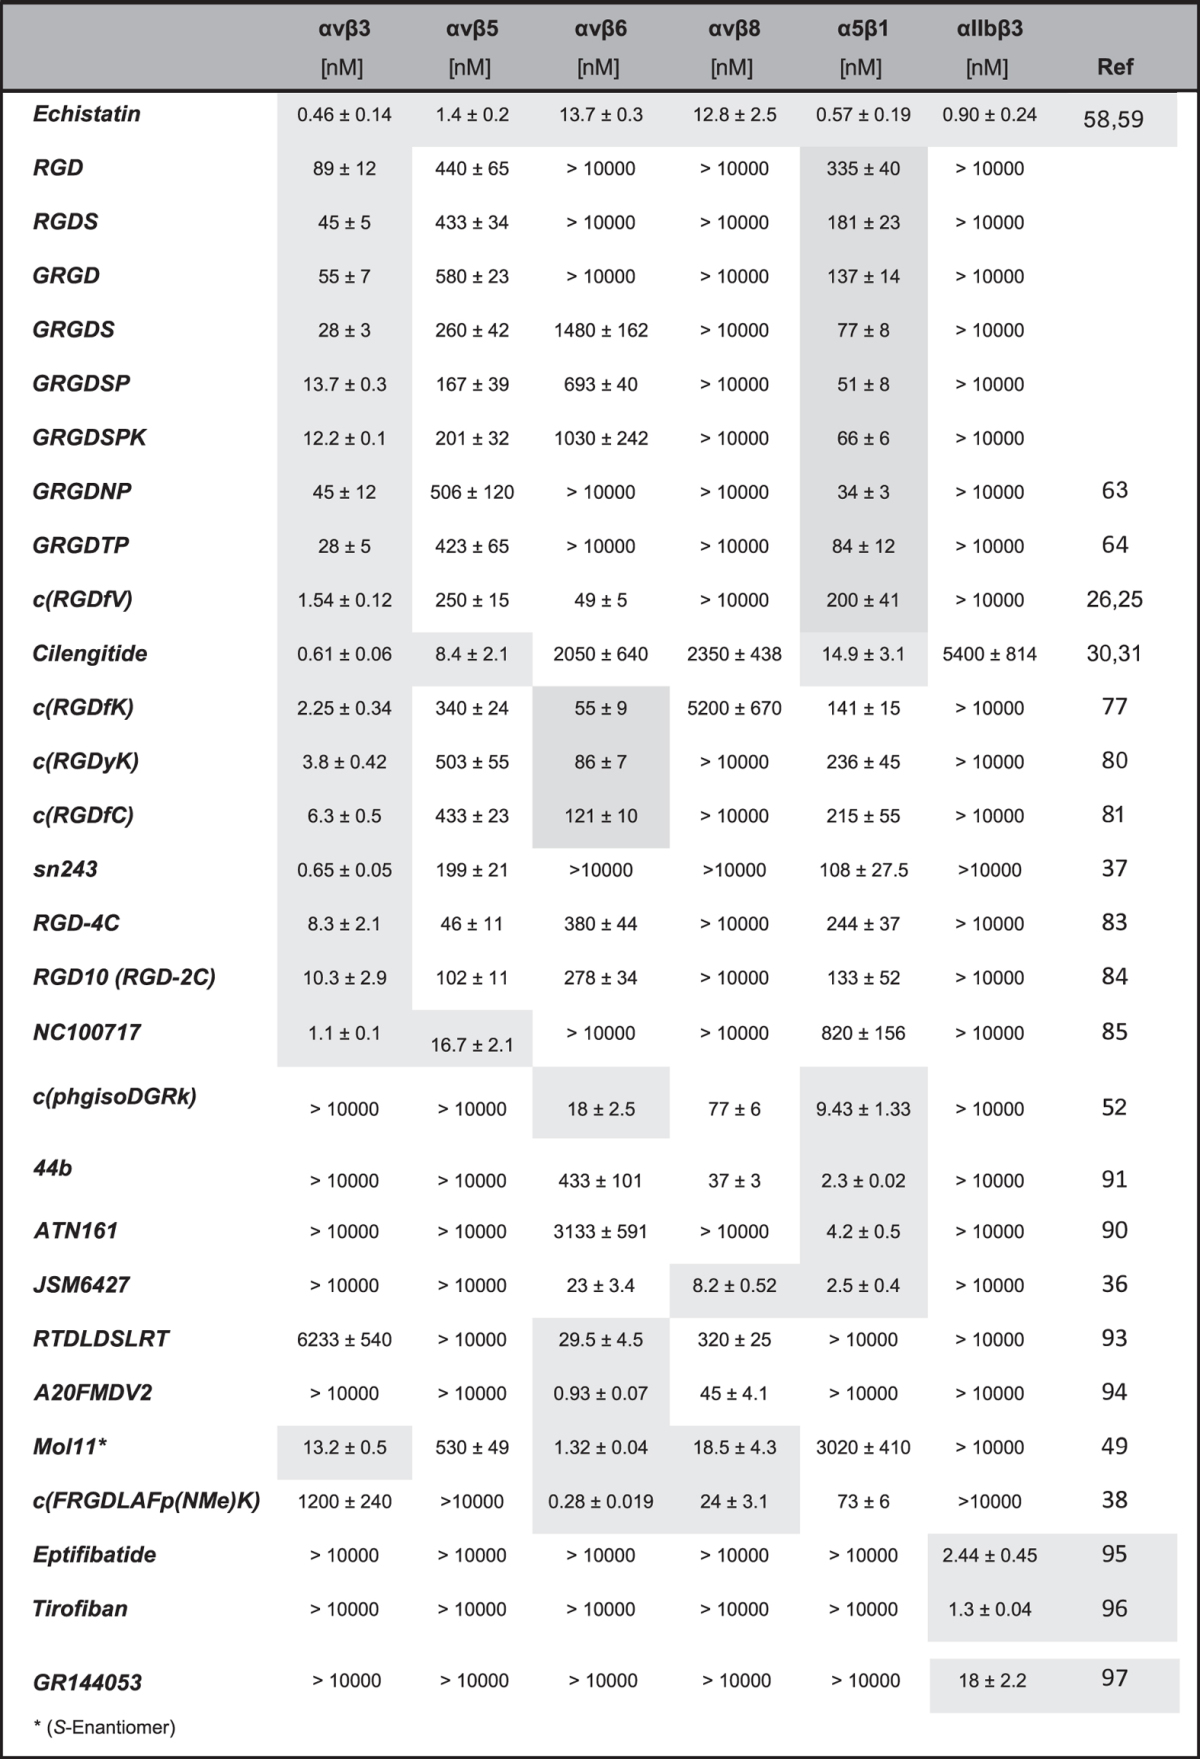 αvβ3 αvβ5 αvβ6 αvβ8 α5β1 αIIbβ3
[nM] [nM] [nM] [nM] [nM] [nM] Ref
Echistatin 0.46 ± 0.14 1.4 ± 0.2 13.7 ± 0.3 12.8 ± 2.5 0.57 ± 0.19 0.90 ± 0.24 58,59
RGD 89 ± 12 440 ± 65 > 10000 > 10000 335 ± 40 > 10000
RGDS 45 ± 5 433 ± 34 > 10000 > 10000 181 ± 23 > 10000
GRGD 55 ± 7 580 ± 23 > 10000 > 10000 137 ± 14 > 10000
GRGDS 28 ± 3 260 ± 42 1480 ± 162 > 10000 77 ± 8 > 10000
GRGDSP 13.7 ± 0.3 167 ± 39 693 ± 40 > 10000 51 ± 8 > 10000
GRGDSPK 12.2 ± 0.1 201 ± 32 1030 ± 242 > 10000 66 ± 6 > 10000
GRGDNP 45 ± 12 506 ± 120 > 10000 > 10000 34 ± 3 > 10000 63
GRGDTP 28 ± 5 423 ± 65 > 10000 > 10000 84 ± 12 > 10000 64
c(RGDfV) 1.54 ± 0.12 250 ± 15 49 ± 5 > 10000 200 ± 41 > 10000 26,25
Cilengitide 0.61 ± 0.06 8.4 ± 2.1 2050 ± 640 2350 ± 438 14.9 ± 3.1 5400 ± 814 30,31
c(RGDfK) 2.25 ± 0.34 340 ± 24 55 ± 9 5200 ± 670 141 ± 15 > 10000 77
c(RGDyK) 3.8 ± 0.42 503 ± 55 86 ± 7 > 10000 236 ± 45 > 10000 80
c(RGDfC) 6.3 ± 0.5 433 ± 23 121 ± 10 > 10000 215 ± 55 > 10000 81
sn243 0.65 ± 0.05 199 ± 21 >10000 >10000 108 ± 27.5 >10000 37
RGD-4C 8.3 ± 2.1 46 ± 11 380 ± 44 > 10000 244 ± 37 > 10000 83
RGD10 (RGD-2C) 10.3 ± 2.9 102 ± 11 278 ± 34 > 10000 133 ± 52 > 10000 84
NC100717 1.1 ± 0.1 16.7 ± 2.1 > 10000 > 10000 820 ± 156 > 10000 85
c(phgisoDGRk) > 10000 > 10000 18 ± 2.5 77 ± 6 9.43 ± 1.33 > 10000 52
44b > 10000 > 10000 433 ± 101 37 ± 3 2.3 ± 0.02 > 10000 91
ATN161 > 10000 > 10000 3133 ± 591 > 10000 4.2 ± 0.5 > 10000 90
JSM6427 > 10000 > 10000 23 ± 3.4 8.2 ± 0.52 2.5 ± 0.4 > 10000 36
RTDLDSLRT 6233 ± 540 > 10000 29.5 ± 4.5 320 ± 25 > 10000 > 10000 93
A20FMDV2 > 10000 > 10000 0.93 ± 0.07 45 ± 4.1 > 10000 > 10000 94
Mol11* 13.2 ± 0.5 530 ± 49 1.32 ± 0.04 18.5 ± 4.3 3020 ± 410 > 10000 49
c(FRGDLAFp(NMe)K) 1200 ± 240 >10000 0.28 ± 0.019 24 ± 3.1 73 ± 6 >10000 38
Eptifibatide > 10000 > 10000 > 10000 > 10000 > 10000 2.44 ± 0.45 95
Tirofiban > 10000 > 10000 > 10000 > 10000 > 10000 1.3 ± 0.04 96
GR144053 > 10000 > 10000 > 10000 > 10000 > 10000 18 ± 2.2 97
* (S-Enantiomer)